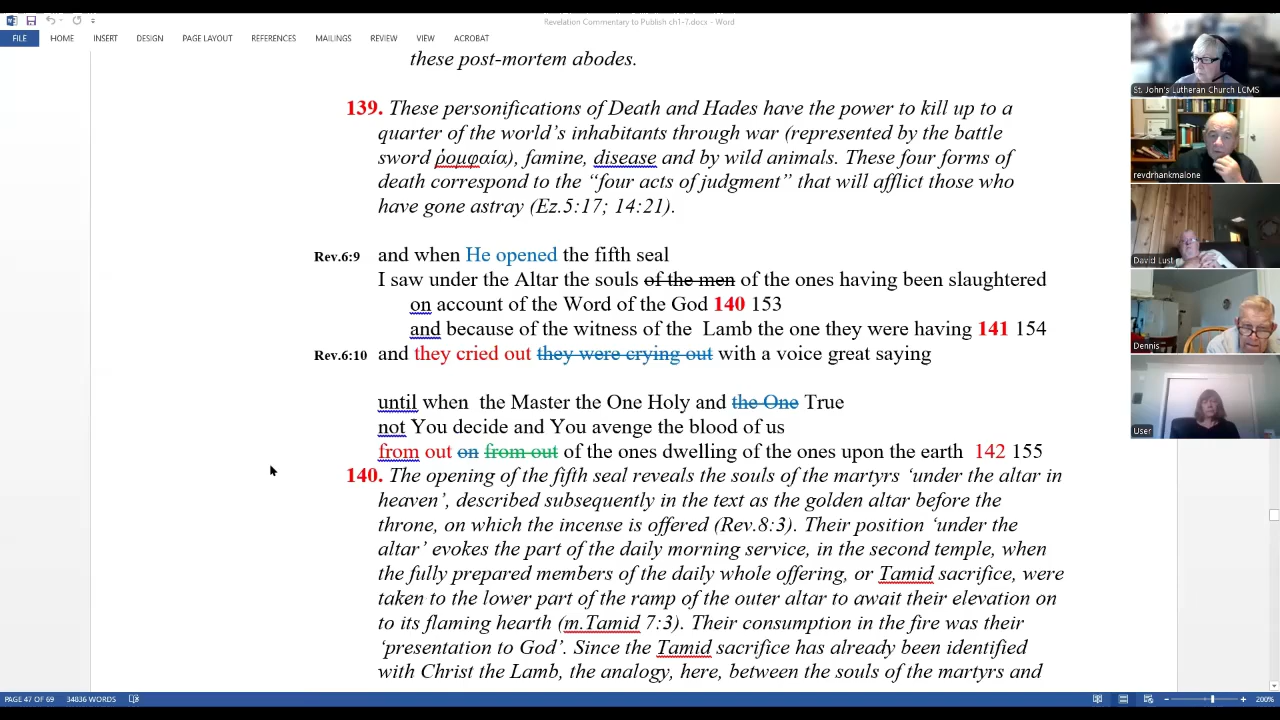 Revelation Commentary to Publish ch1-7.docx - Word
FILE HOME INSERT DESIGN PAGE LAYOUT REFERENCES MAILINGS REVIEW VIEW ACROBAT
these post-mortem abodes.
139. These personifications of Death and Hades have the power to kill up to a
quarter of the world’s inhabitants through war (represented by the battle
sword ῥομφαία), famine, disease and by wild animals. These four forms of
death correspond to the “four acts of judgment” that will afflict those who
have gone astray (Ez.5:17; 14:21).
Rev.6:9 and when He opened the fifth seal
I saw under the Altar the souls of the men of the ones having been slaughtered
on account of the Word of the God 140 153
and because of the witness of the Lamb the one they were having 141 154
Rev.6:10 and they cried out they were crying out with a voice great saying
until when the Master the One Holy and the One True
not You decide and You avenge the blood of us
from out on from out of the ones dwelling of the ones upon the earth 142 155
140. The opening of the fifth seal reveals the souls of the martyrs ‘under the altar in
heaven’, described subsequently in the text as the golden altar before the
throne, on which the incense is offered (Rev.8:3). Their position ‘under the
altar’ evokes the part of the daily morning service, in the second temple, when
the fully prepared members of the daily whole offering, or Tamid sacrifice, were
taken to the lower part of the ramp of the outer altar to await their elevation on
to its flaming hearth (m.Tamid 7:3). Their consumption in the fire was their
‘presentation to God’. Since the Tamid sacrifice has already been identified
with Christ the Lamb, the analogy, here, between the souls of the martyrs and
PAGE 47 OF 69 34836 WORDS
200%
St. John's Lutheran Church LCMS
revdrhankmalone
David Lust
Dennis
User